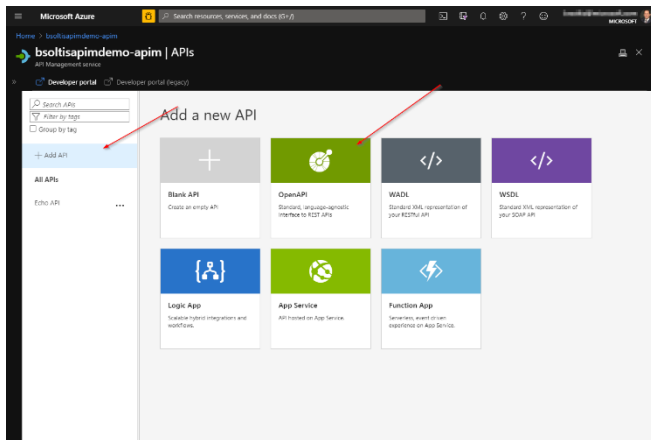 Microsoft Azure
Search resources, services, and docs (G+/)
MICROSOFT
Home > bsoltisapimdemo-apim
bsoltisapimdemo-apim | APIs
API Management service
Developer portal
Developer portal (legacy)
Search APIs
Filter by tags
Group by tag
+ Add API
All APIs
Echo API
...
Add a new API
Blank API
Create an empty API
OpenAPI
Standard, language-agnostic
interface to REST APIs
</>
WADL
Standard XML representation of
your RESTful API
</>
WSDL
Standard XML representation of
your SOAP API
Logic App
Scalable hybrid integrations and
workflows.
App Service
API hosted on App Service.
Function App
Serverless, event driven
experience on App Service.